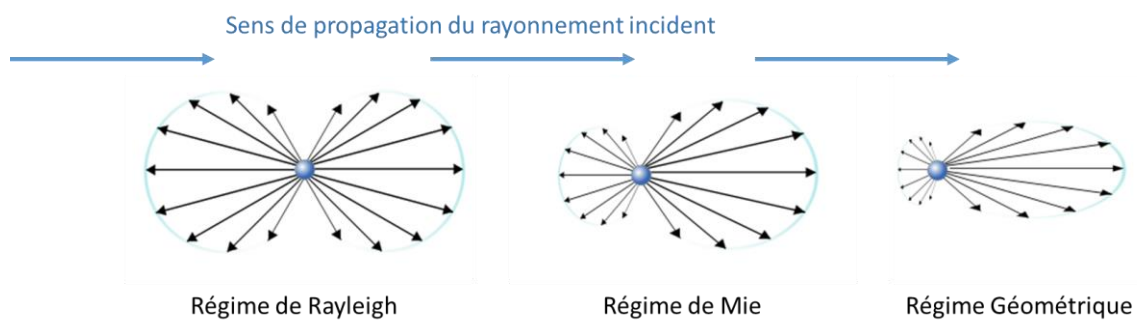 Sens de propagation du rayonnement incident
Régime de Rayleigh
Régime de Mie
Régime Géométrique